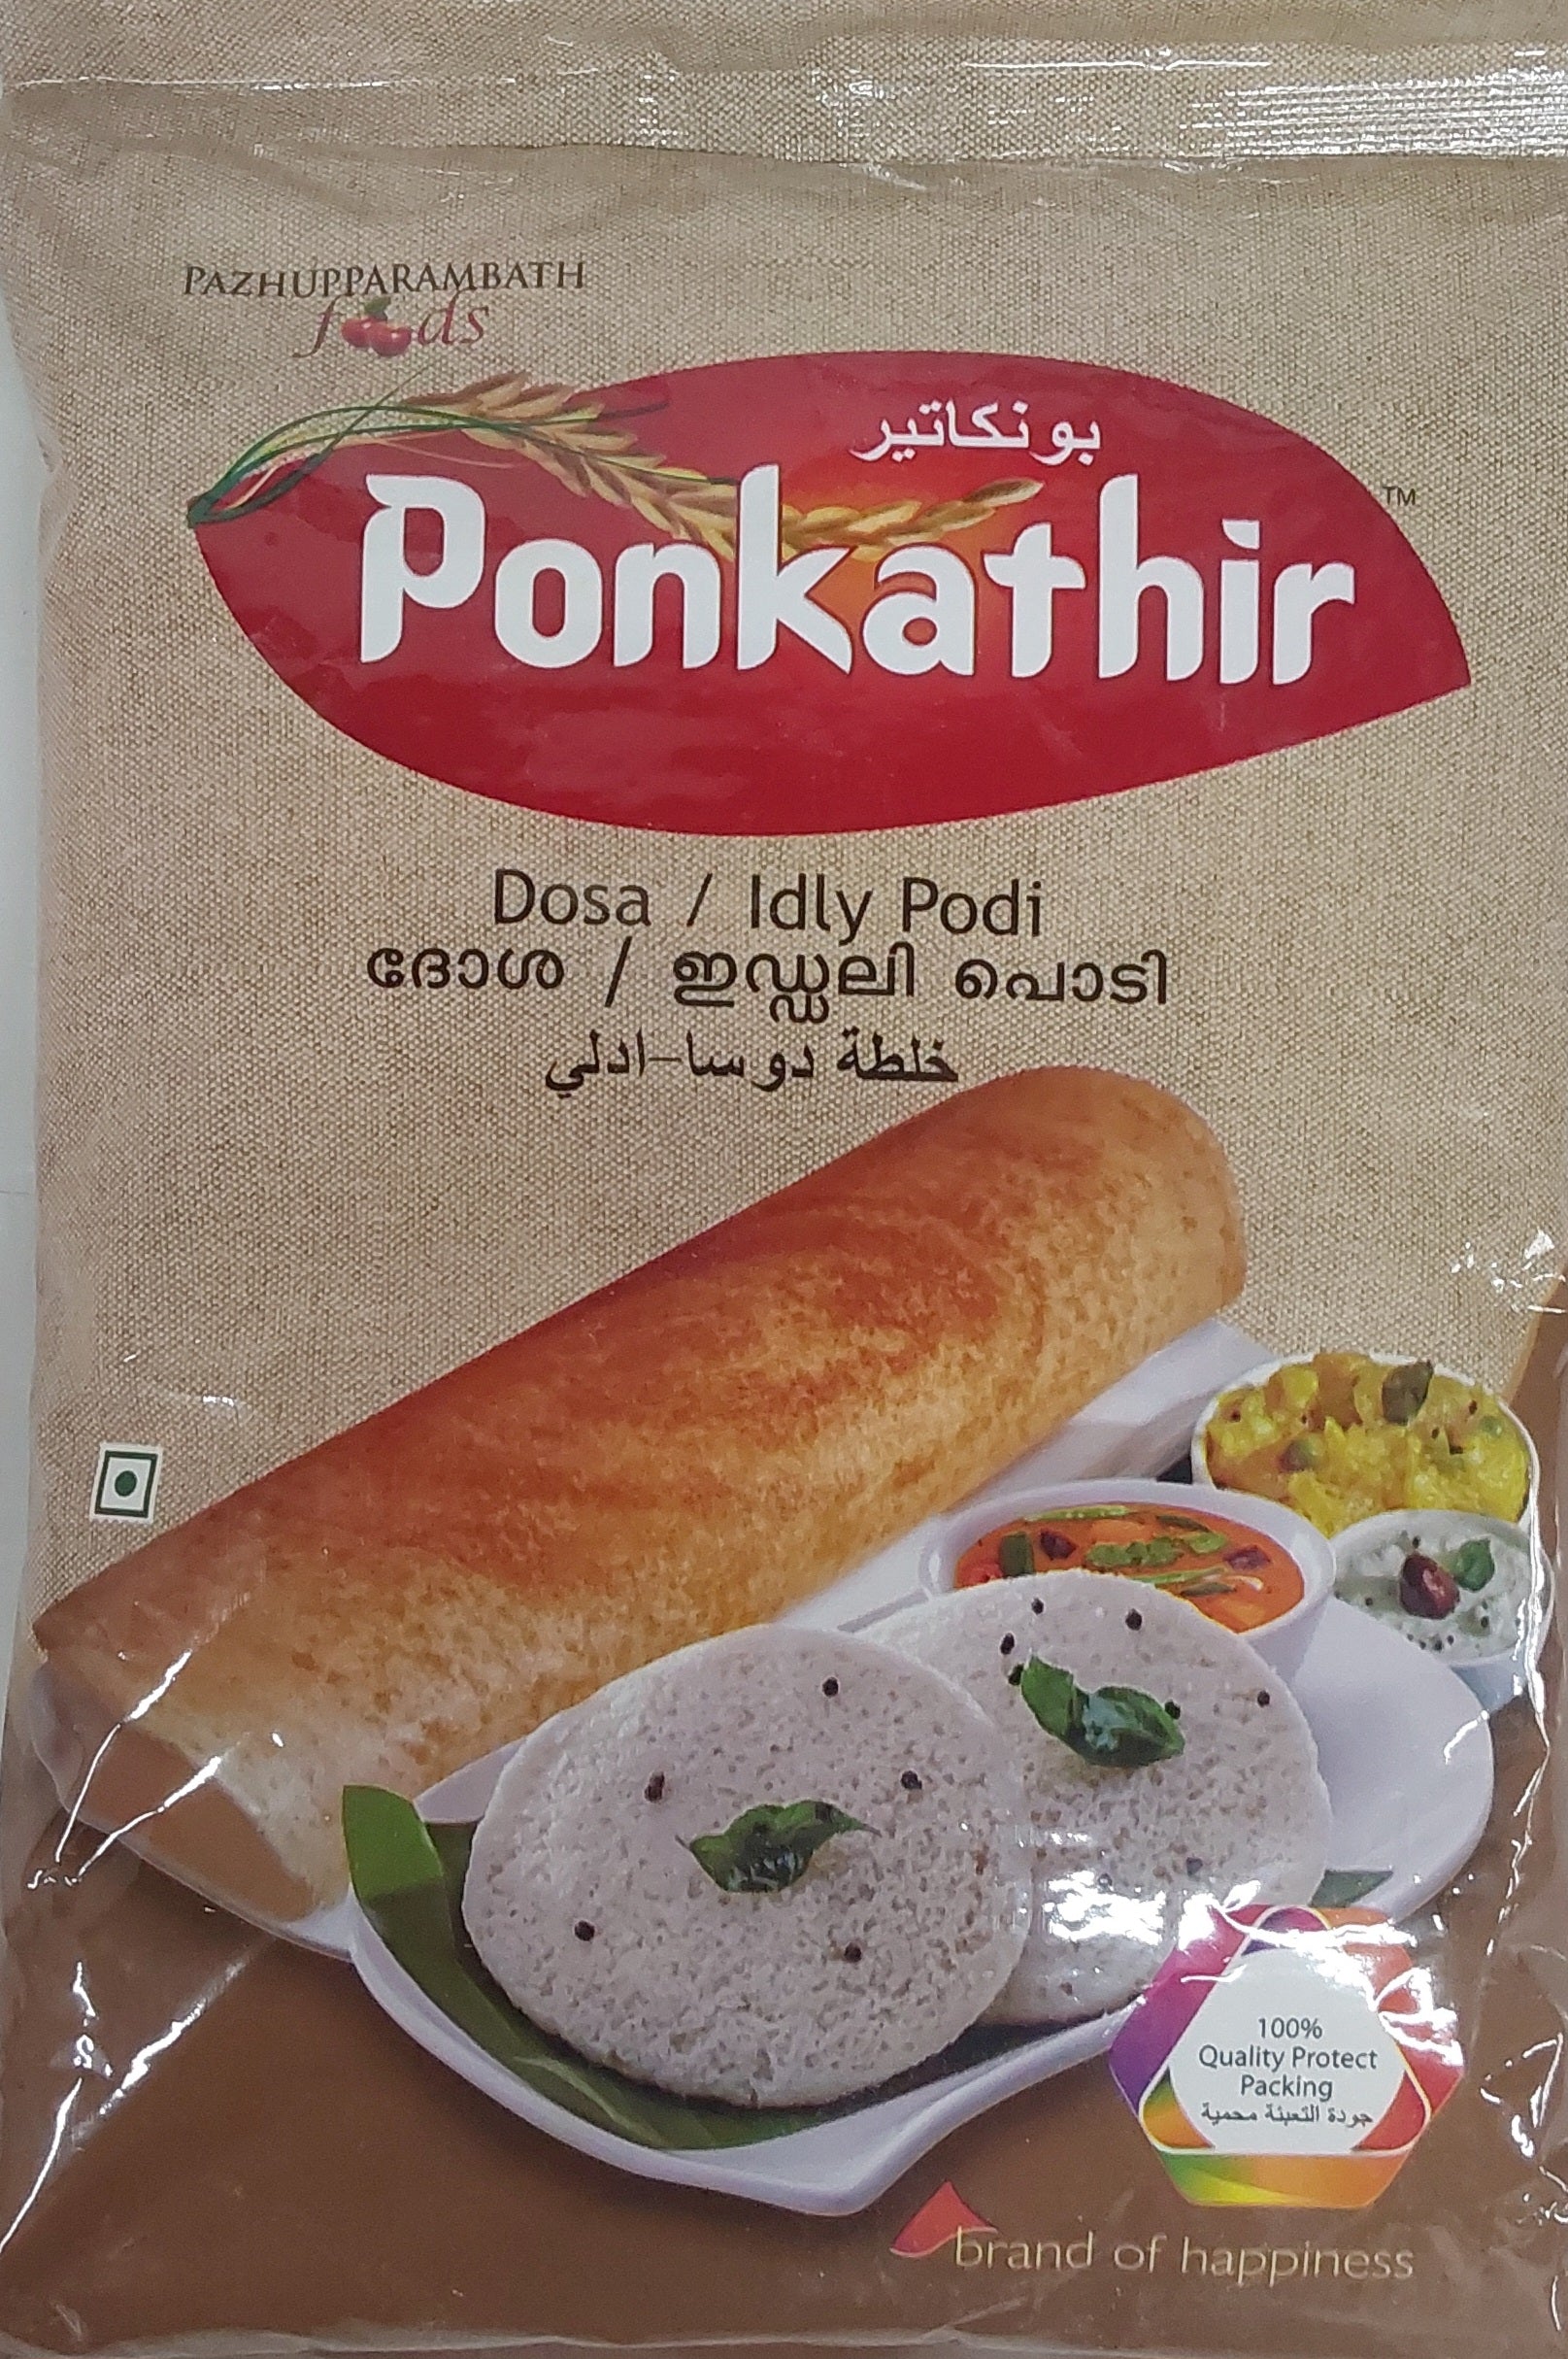 PAZHUPPARAMBATH
foods
بونكاتير
Ponkathir
TM
Dosa / Idly Podi
ദോശ / ഇഡ്ഡലി പൊടി
خلطة دوسا-ادلي
100%
Quality Protect
Packing
جودة التعبئة محمية
brand of happiness